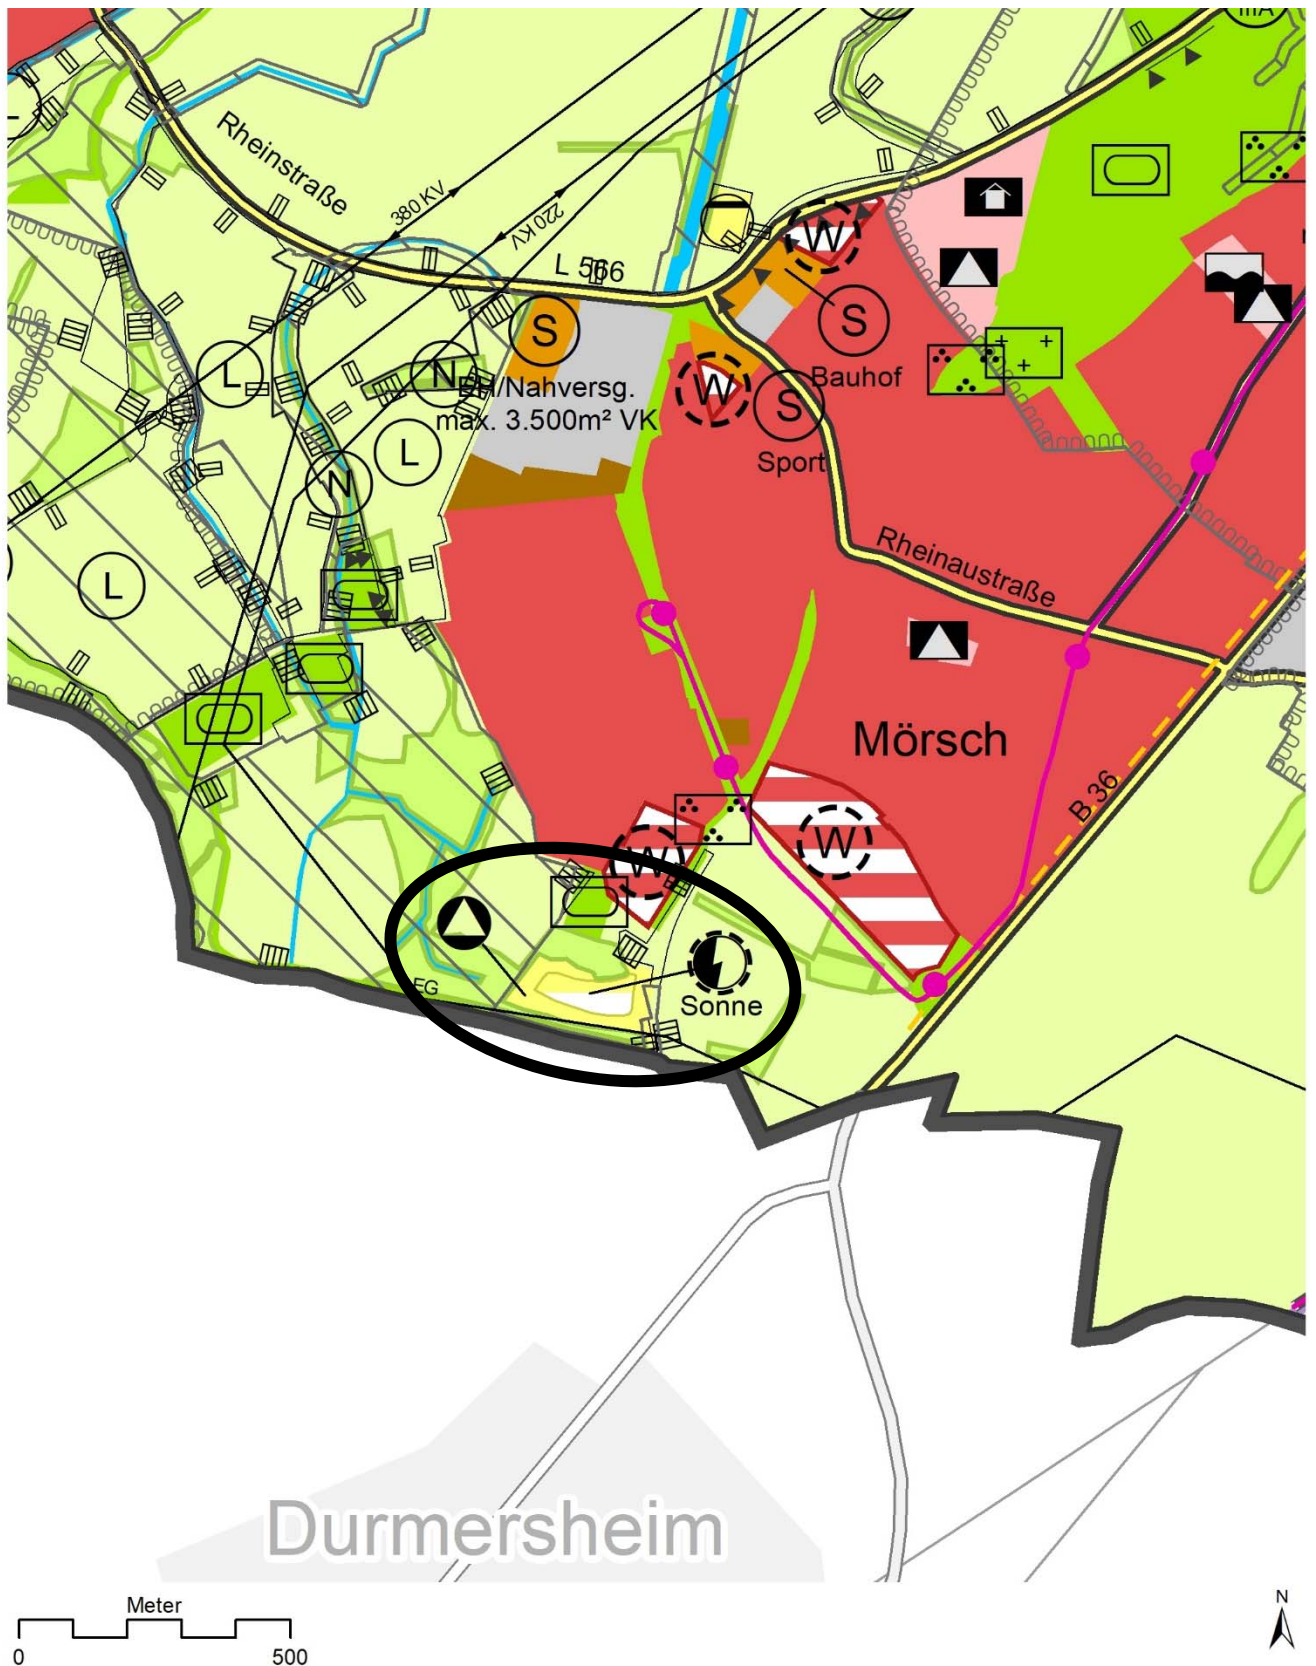 mA
Rheinstraße
380 KV
220 KV
L 566
W
S
S
Bauhof
L
N
EH/Nahversg.
max. 3.500m² VK
W
S
Sport
L
N
L
Rheinaustraße
Mörsch
B 36
W
W
EG
Sonne
Durmersheim
Meter
0
500
N